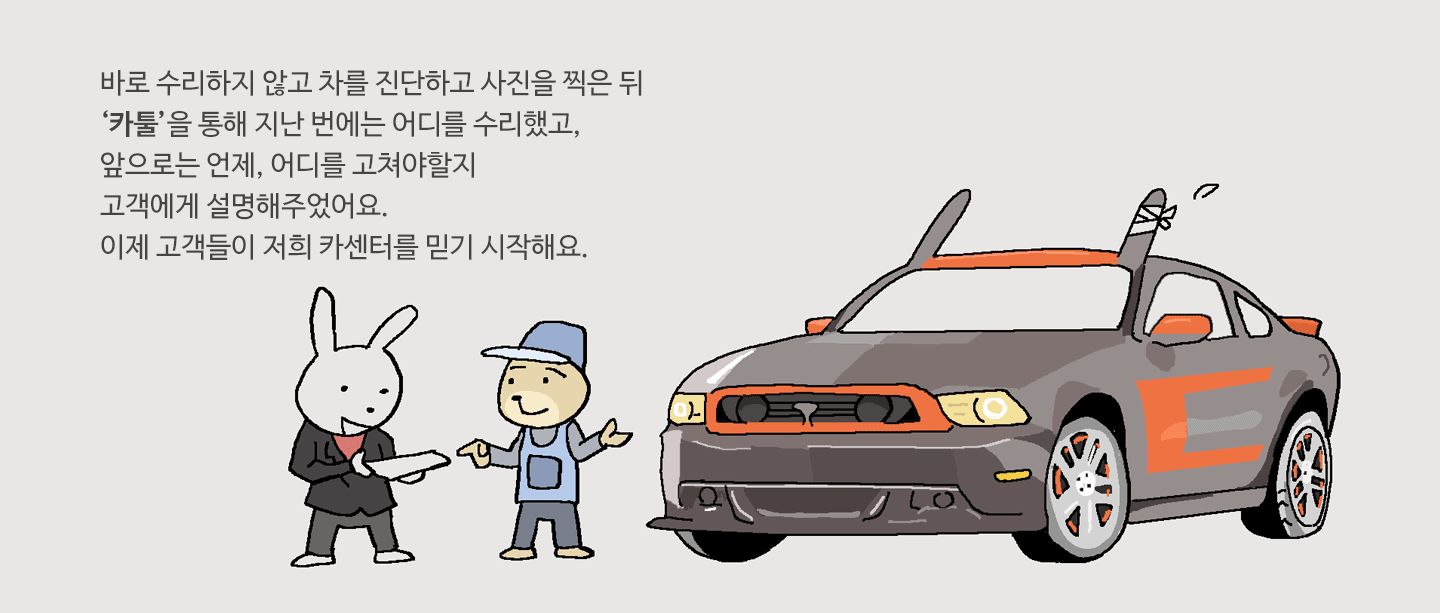 바로 수리하지 않고 차를 진단하고 사진을 찍은 뒤
‘카툴’을 통해 지난 번에는 어디를 수리했고,
앞으로는 언제, 어디를 고쳐야할지
고객에게 설명해주었어요.
이제 고객들이 저희 카센터를 믿기 시작해요.